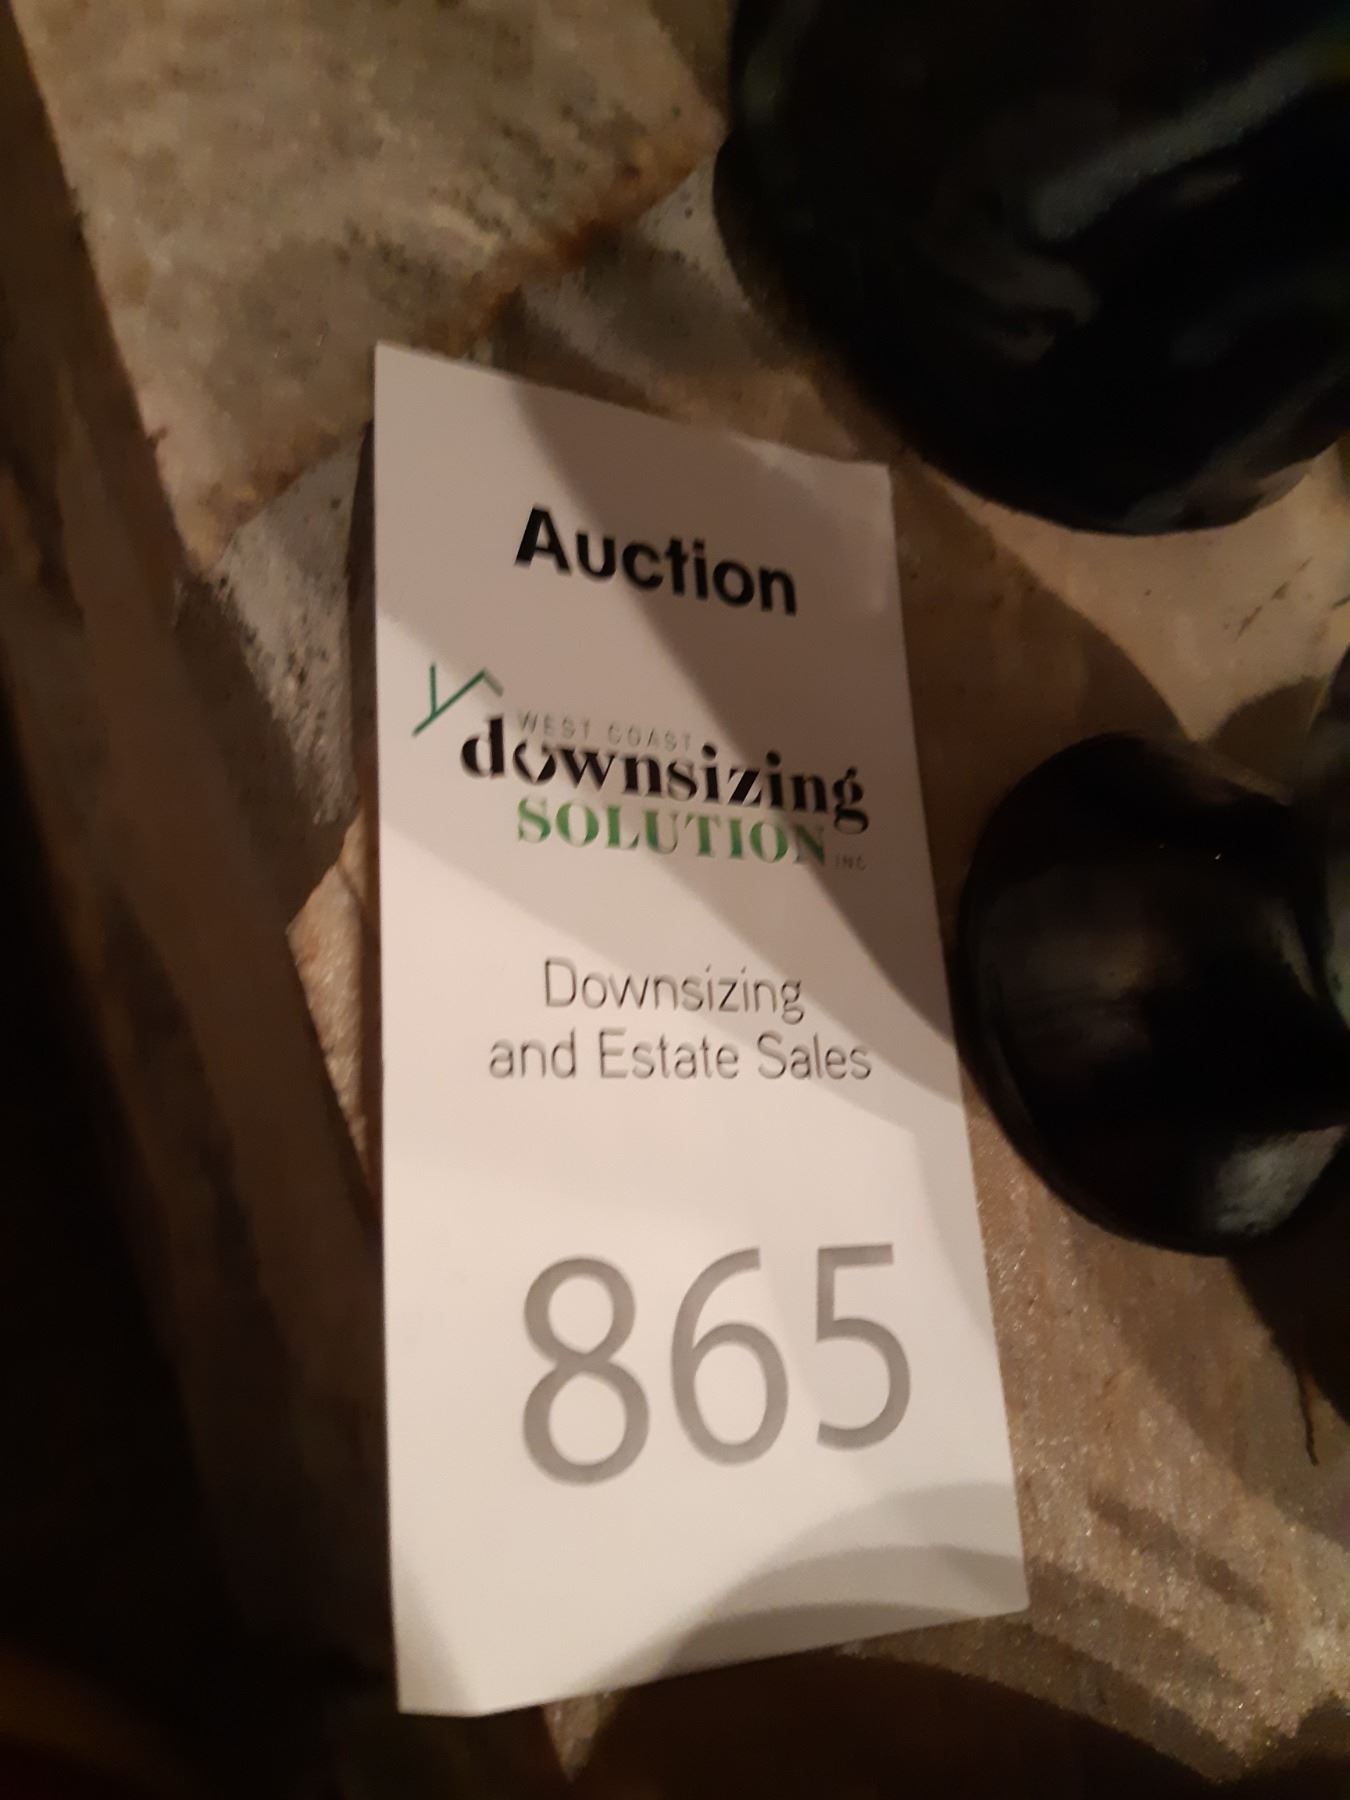 Auction
WEST COAST
downsizing
SOLUTION INC
Downsizing
and Estate Sales
865